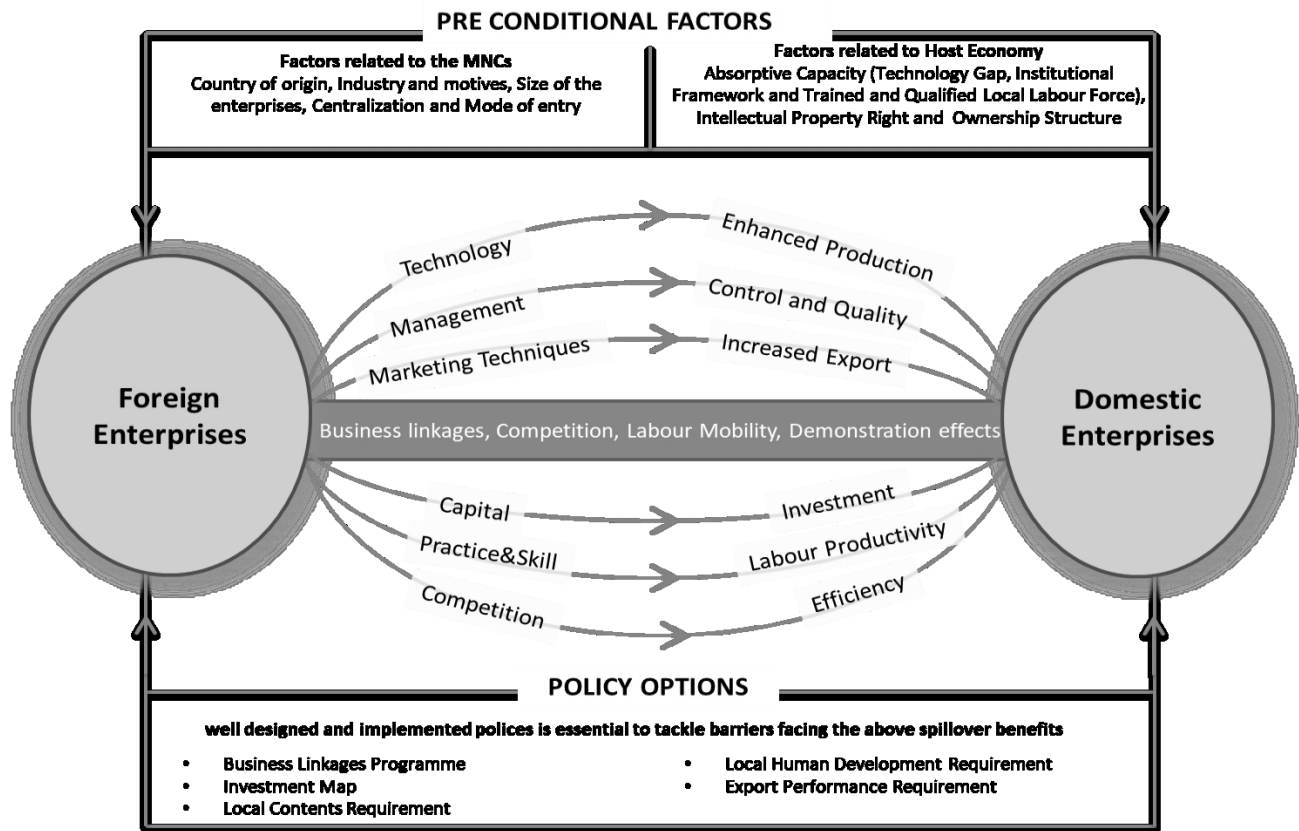 PRE CONDITIONAL FACTORS
Factors related to the MNCs
Country of origin, Industry and motives, Size of the
enterprises, Centralization and Mode of entry
Factors related to Host Economy
Absorptive Capacity (Technology Gap, Institutional
Framework and Trained and Qualified Local Labour Force),
Intellectual Property Right and Ownership Structure
Technology
Enhanced Production
Management
Control and Quality
Marketing Techniques
Increased Export
Foreign
Enterprises
Business linkages, Competition, Labour Mobility, Demonstration effects
Domestic
Enterprises
Capital
Investment
Practice&Skill
Labour Productivity
Competition
Efficiency
POLICY OPTIONS
well designed and implemented polices is essential to tackle barriers facing the above spillover benefits
• Business Linkages Programme
• Investment Map
• Local Contents Requirement
• Local Human Development Requirement
• Export Performance Requirement